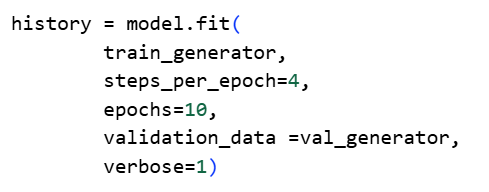 history = model.fit(
        train_generator,
        steps_per_epoch=4,
        epochs=10,
        validation_data =val_generator,
        verbose=1)